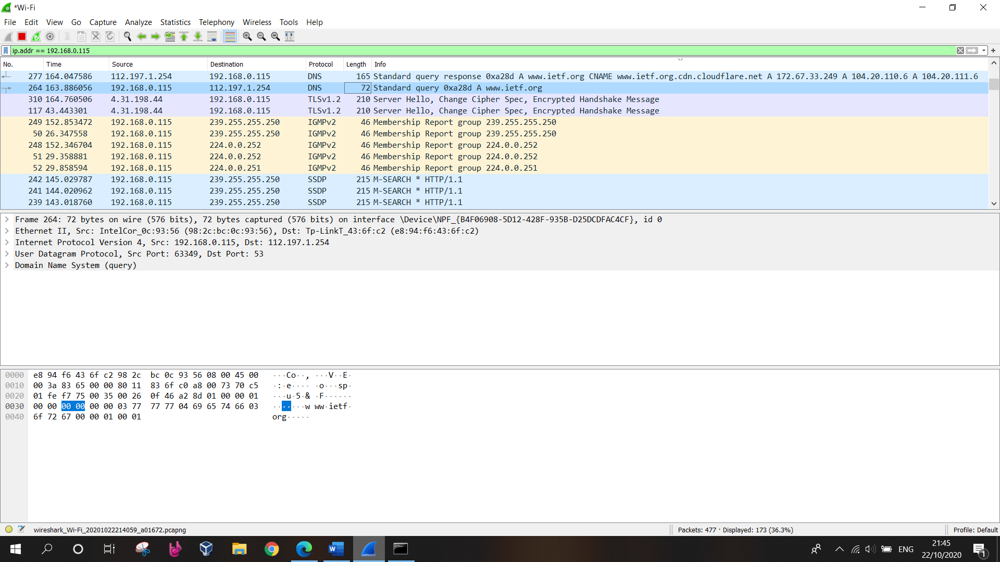 *Wi-Fi
File Edit View Go Capture Analyze Statistics Telephony Wireless Tools Help
ip.addr == 192.168.0.115
No. Time Source Destination Protocol Length Info
277 164.047586 112.197.1.254 192.168.0.115 DNS 165 Standard query response 0xa28d A www.ietf.org CNAME www.ietf.org.cdn.cloudflare.net A 172.67.33.249 A 104.20.110.6 A 104.20.111.6
264 163.886056 192.168.0.115 112.197.1.254 DNS 72 Standard query 0xa28d A www.ietf.org
310 164.760506 4.31.198.44 192.168.0.115 TLSv1.2 210 Server Hello, Change Cipher Spec, Encrypted Handshake Message
117 43.443301 4.31.198.44 192.168.0.115 TLSv1.2 210 Server Hello, Change Cipher Spec, Encrypted Handshake Message
249 152.853472 192.168.0.115 239.255.255.250 IGMPv2 46 Membership Report group 239.255.255.250
50 26.347558 192.168.0.115 239.255.255.250 IGMPv2 46 Membership Report group 239.255.255.250
248 152.346704 192.168.0.115 224.0.0.252 IGMPv2 46 Membership Report group 224.0.0.252
51 29.358881 192.168.0.115 224.0.0.252 IGMPv2 46 Membership Report group 224.0.0.252
52 29.858594 192.168.0.115 224.0.0.251 IGMPv2 46 Membership Report group 224.0.0.251
242 145.029787 192.168.0.115 239.255.255.250 SSDP 215 M-SEARCH * HTTP/1.1
241 144.020962 192.168.0.115 239.255.255.250 SSDP 215 M-SEARCH * HTTP/1.1
239 143.018760 192.168.0.115 239.255.255.250 SSDP 215 M-SEARCH * HTTP/1.1
Frame 264: 72 bytes on wire (576 bits), 72 bytes captured (576 bits) on interface \Device\NPF_{B4F06908-5D12-428F-935B-D25DCDFAC4CF}, id 0
Ethernet II, Src: IntelCor_0c:93:56 (98:2c:bc:0c:93:56), Dst: Tp-LinkT_43:6f:c2 (e8:94:f6:43:6f:c2)
Internet Protocol Version 4, Src: 192.168.0.115, Dst: 112.197.1.254
User Datagram Protocol, Src Port: 63349, Dst Port: 53
Domain Name System (query)
0000 e8 94 f6 43 6f c2 98 2c bc 0c 93 56 08 00 45 00 ···Co··, ···V··E·
0010 00 3a 83 65 00 00 80 11 83 6f c0 a8 00 73 70 c5 ·:·e···· ·o···sp·
0020 01 fe f7 75 00 35 00 26 0f 46 a2 8d 01 00 00 01 ···u·5·& ·F······
0030 00 00 00 00 00 00 03 77 77 77 04 69 65 74 66 03 ·······w ww·ietf·
0040 6f 72 67 00 00 01 00 01 org·····
wireshark_Wi-Fi_20201022214059_a01672.pcapng Packets: 477 · Displayed: 173 (36.3%) Profile: Default
ENG 21:45
22/10/2020
1